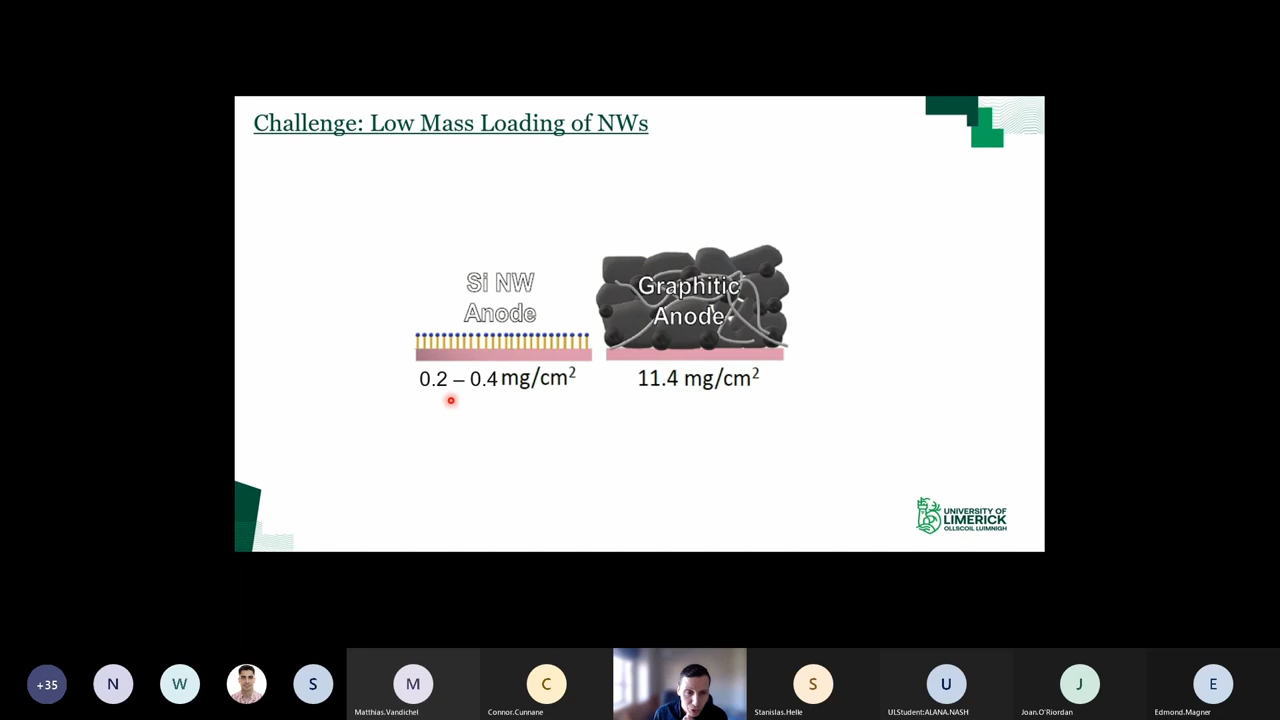 Challenge: Low Mass Loading of NWs
Si NW
Anode
Graphitic
Anode
0.2 – 0.4 mg/cm²
11.4 mg/cm²
UNIVERSITY OF
LIMERICK
OLLSCOIL LUIMNIGH
+35
N
W
S
M
C
S
U
J
E
Matthias.Vandichel
Connor.Cunnane
Stanislas.Helle
ULStudent:ALANA.NASH
Joan.O'Riordan
Edmond.Magner